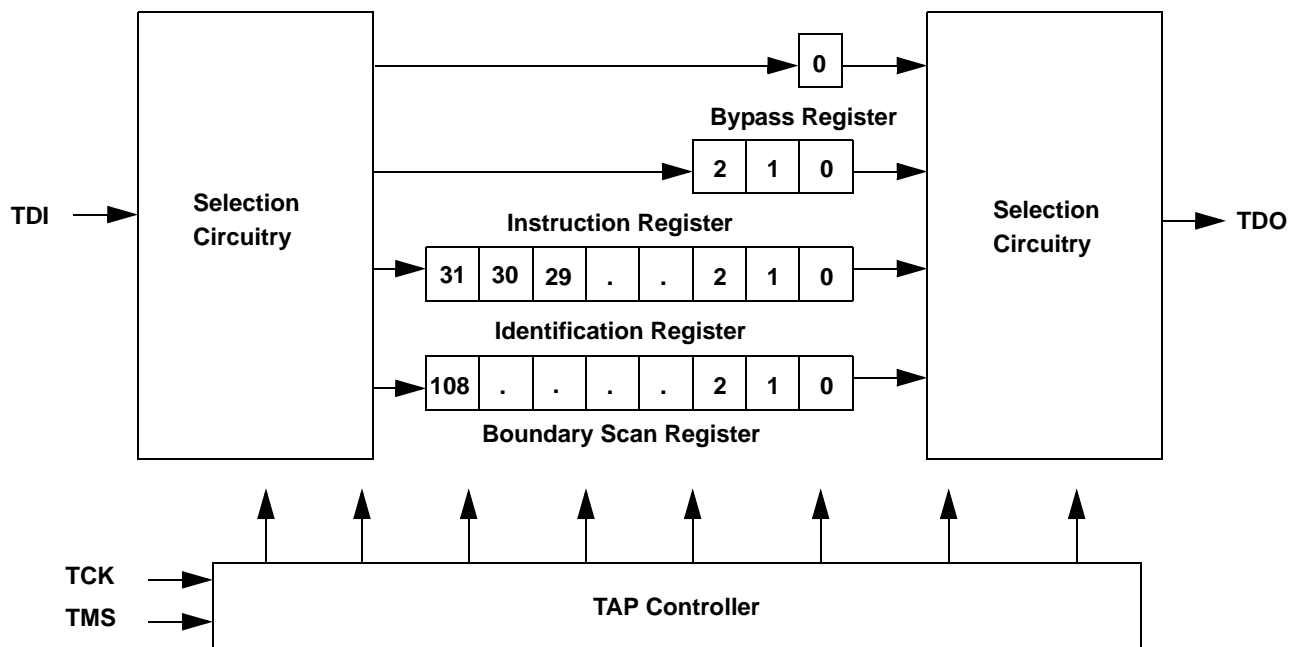 0
Bypass Register
2 1 0
TDI
Selection
Circuitry
Instruction Register
Selection
Circuitry
TDO
31 30 29 . . 2 1 0
Identification Register
108 . . . . 2 1 0
Boundary Scan Register
TCK
TMS
TAP Controller